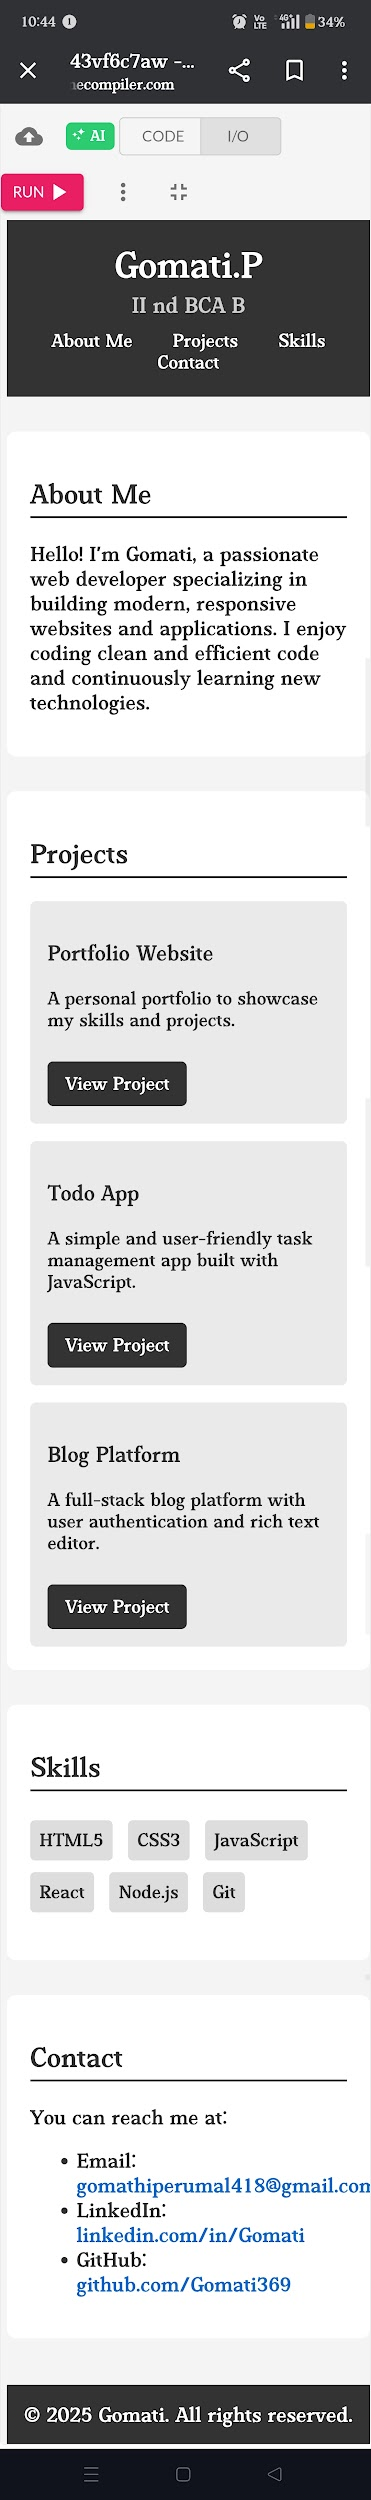 10:44 1 Vo LTE 4G+ 34%
43vf6c7aw -...
ecompiler.com
AI CODE I/O
RUN
Gomati.P
II nd BCA B
About Me Projects Skills
Contact
About Me
Hello! I'm Gomati, a passionate
web developer specializing in
building modern, responsive
websites and applications. I enjoy
coding clean and efficient code
and continuously learning new
technologies.
Projects
Portfolio Website
A personal portfolio to showcase
my skills and projects.
View Project
Todo App
A simple and user-friendly task
management app built with
JavaScript.
View Project
Blog Platform
A full-stack blog platform with
user authentication and rich text
editor.
View Project
Skills
HTML5 CSS3 JavaScript
React Node.js Git
Contact
You can reach me at:
• Email:
gomathiperumal418@gmail.com
• LinkedIn:
linkedin.com/in/Gomati
• GitHub:
github.com/Gomati369
© 2025 Gomati. All rights reserved.